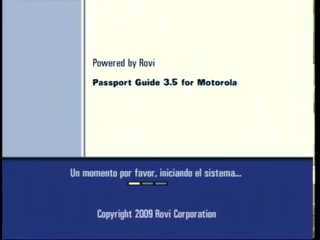 Powered by Rovi
Passport Guide 3.5 for Motorola
Un momento por favor, iniciando el sistema...
Copyright 2009 Rovi Corporation